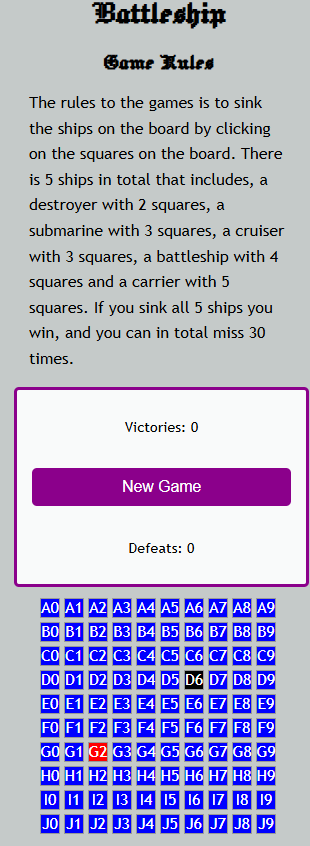 Battleship
Game Rules
The rules to the games is to sink
the ships on the board by clicking
on the squares on the board. There
is 5 ships in total that includes, a
destroyer with 2 squares, a
submarine with 3 squares, a cruiser
with 3 squares, a battleship with 4
squares and a carrier with 5
squares. If you sink all 5 ships you
win, and you can in total miss 30
times.
Victories: 0
New Game
Defeats: 0
A0 A1 A2 A3 A4 A5 A6 A7 A8 A9
B0 B1 B2 B3 B4 B5 B6 B7 B8 B9
C0 C1 C2 C3 C4 C5 C6 C7 C8 C9
D0 D1 D2 D3 D4 D5 D6 D7 D8 D9
E0 E1 E2 E3 E4 E5 E6 E7 E8 E9
F0 F1 F2 F3 F4 F5 F6 F7 F8 F9
G0 G1 G2 G3 G4 G5 G6 G7 G8 G9
H0 H1 H2 H3 H4 H5 H6 H7 H8 H9
I0 I1 I2 I3 I4 I5 I6 I7 I8 I9
J0 J1 J2 J3 J4 J5 J6 J7 J8 J9